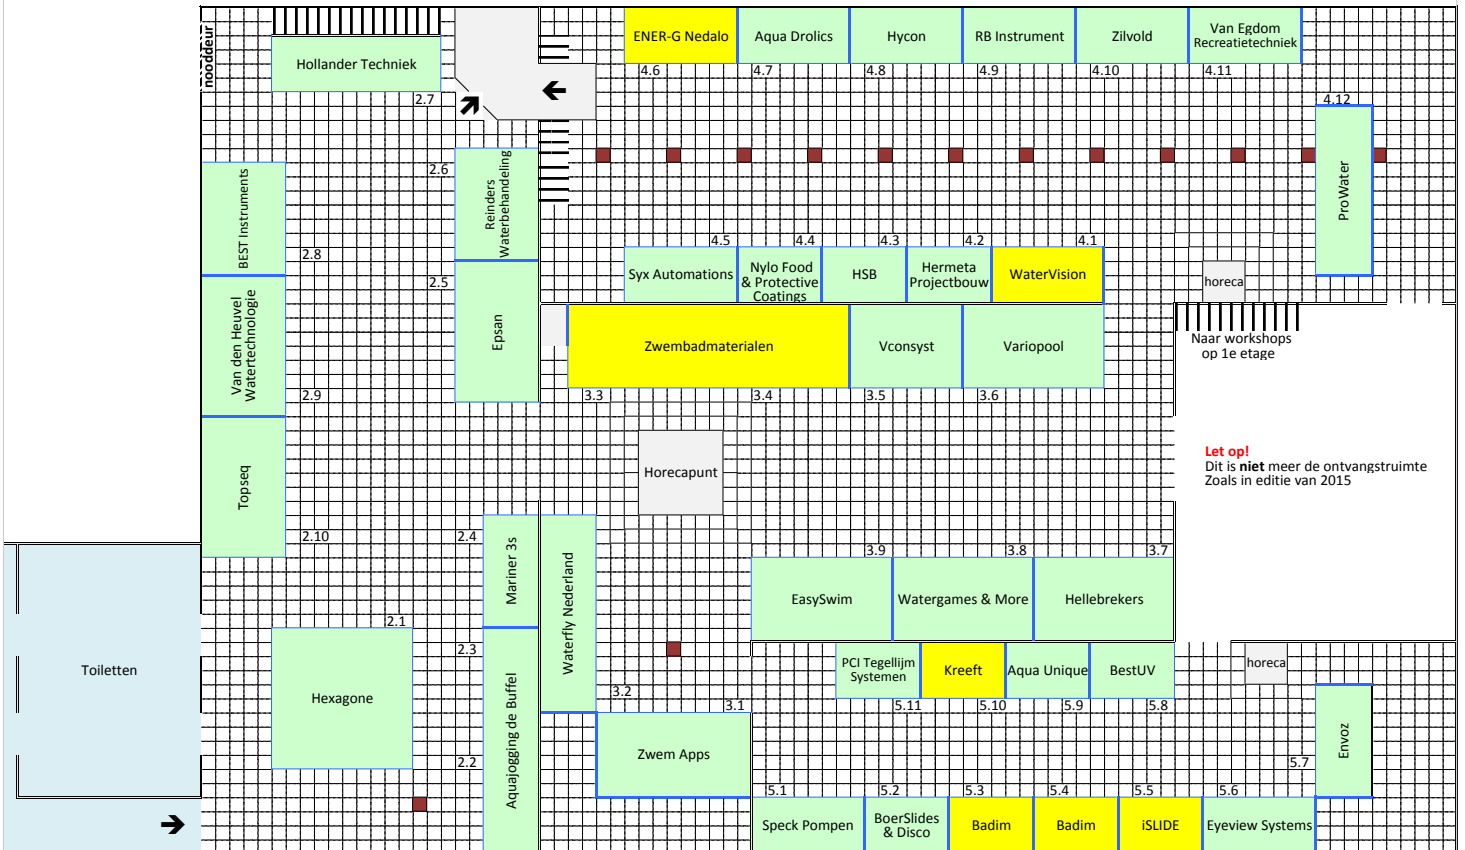 nooddeur
Hollander Techniek
2.7
ENER-G Nedalo
Aqua Drolics
Hycon
RB Instrument
Zilvold
Van Egdom
Recreatietechniek
4.6
4.7
4.8
4.9
4.10
4.11
4.12
ProWater
BEST Instruments
2.8
2.6
Reinders
Waterbehandeling
2.5
Epsan
Van den Heuvel
Watertechnologie
2.9
Topseq
2.10
4.5
4.4
4.3
4.2
4.1
Syx Automations
Nylo Food
& Protective
Coatings
HSB
Hermeta
Projectbouw
WaterVision
horeca
Zwembadmaterialen
Vconsyst
Variopool
3.3
3.4
3.5
3.6
Naar workshops
op 1e etage
Horecapunt
Let op!
Dit is niet meer de ontvangstruimte
Zoals in editie van 2015
2.4
Mariner 3s
Waterfly Nederland
3.9
3.8
3.7
EasySwim
Watergames & More
Hellebrekers
Toiletten
2.1
Hexagone
2.3
Aquajogging de Buffel
2.2
3.2
3.1
Zwem Apps
PCI Tegellijm
Systemen
Kreeft
Aqua Unique
BestUV
horeca
5.11
5.10
5.9
5.8
5.7
Envoz
5.1
5.2
5.3
5.4
5.5
5.6
Speck Pompen
BoerSlides
& Disco
Badim
Badim
iSLIDE
Eyeview Systems